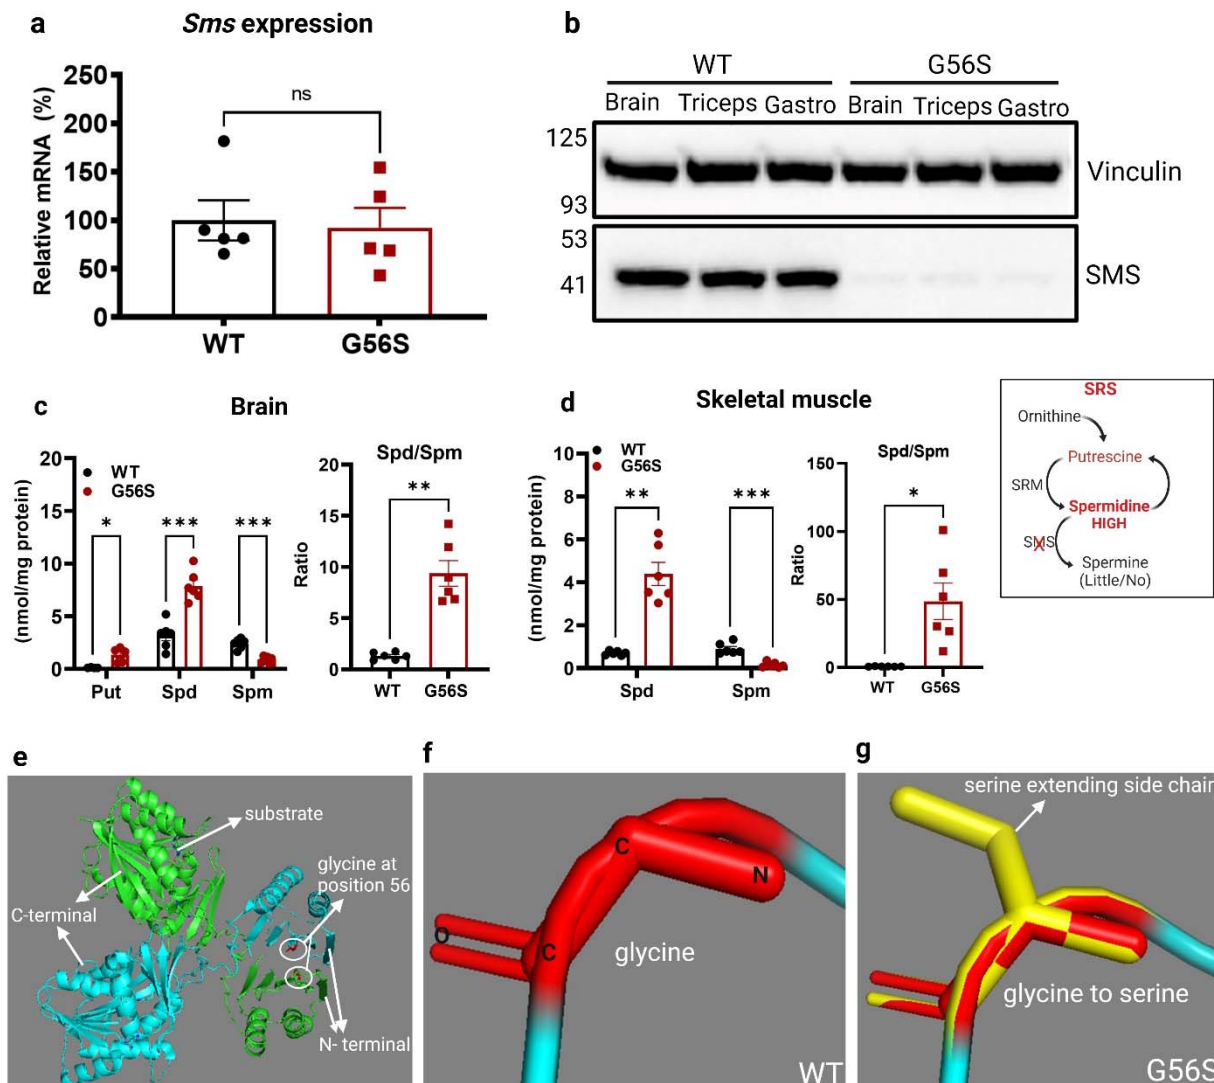 a
Sms expression
Relative mRNA (%)
250
200
150
100
50
0
ns
WT
G56S
b
WT
G56S
Brain Triceps Gastro Brain Triceps Gastro
125
93
Vinculin
53
41
SMS
c
Brain
(nmol/mg protein)
20
15
10
5
0
WT
G56S
*
***
***
Put
Spd
Spm
Spd/Spm
Ratio
20
15
10
5
0
**
WT
G56S
d
Skeletal muscle
(nmol/mg protein)
10
8
6
4
2
0
WT
G56S
**
***
Spd
Spm
Spd/Spm
Ratio
150
100
50
0
*
WT
G56S
SRS
Ornithine
Putrescine
SRM
Spermidine
HIGH
SMS
X
Spermine
(Little/No)
e
substrate
glycine at
position 56
C-terminal
N- terminal
f
C
N
O
C
glycine
WT
g
serine extending side chain
glycine to serine
G56S